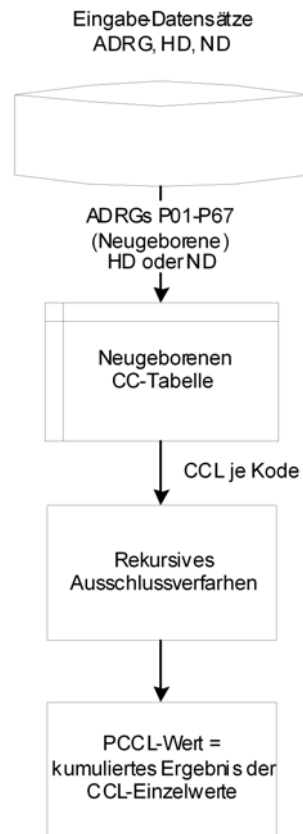 Eingabe-Datensätze
ADRG, HD, ND
ADRGs P01-P67
(Neugeborene)
HD oder ND
Neugeborenen
CC-Tabelle
CCL je Kode
Rekursives
Ausschlussverfarhen
PCCL-Wert =
kumuliertes Ergebnis der
CCL-Einzelwerte